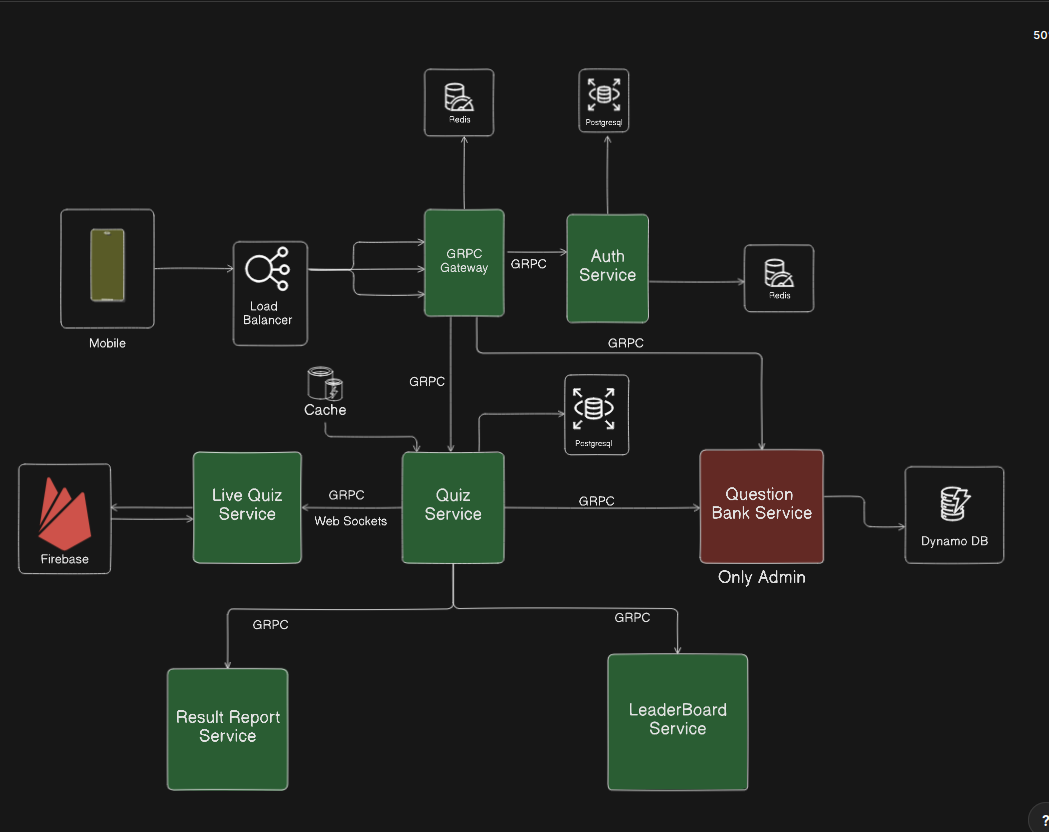 50
Redis
Postgresql
GRPC
Gateway
GRPC
Auth
Service
Redis
Load
Balancer
Mobile
GRPC
GRPC
Cache
Postgresql
Live Quiz
Service
GRPC
Web Sockets
Quiz
Service
GRPC
Question
Bank Service
Dynamo DB
Firebase
Only Admin
GRPC
GRPC
Result Report
Service
LeaderBoard
Service
?